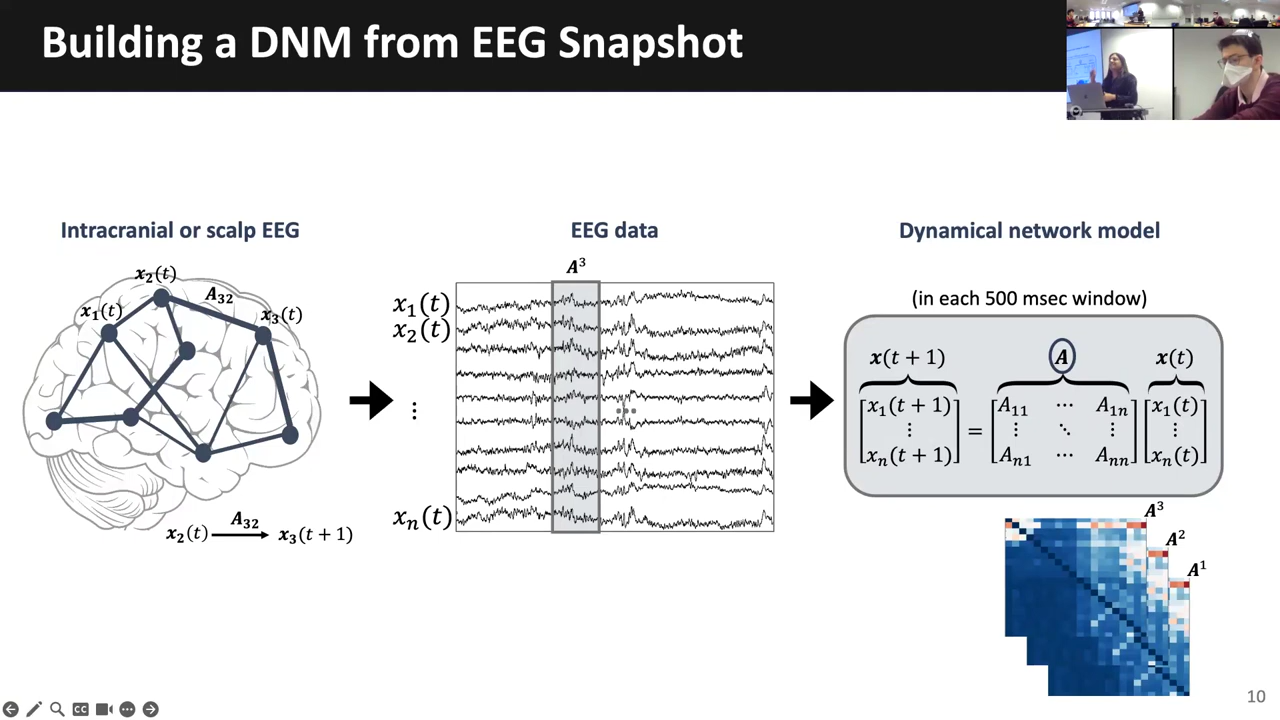 Building a DNM from EEG Snapshot
Intracranial or scalp EEG
x₂(t)
A₃₂
x₁(t)
x₃(t)
x₂(t) → x₃(t + 1)
A₃₂
EEG data
A³
x₁(t)
x₂(t)
⋮
xₙ(t)
...
Dynamical network model
(in each 500 msec window)
x(t + 1) A x(t)
x₁(t + 1) A₁₁ ⋯ A₁ₙ x₁(t)
⋮ = ⋮ ⋱ ⋮ ⋮
xₙ(t + 1) Aₙ₁ ⋯ Aₙₙ xₙ(t)
A³
A²
A¹
CC
10